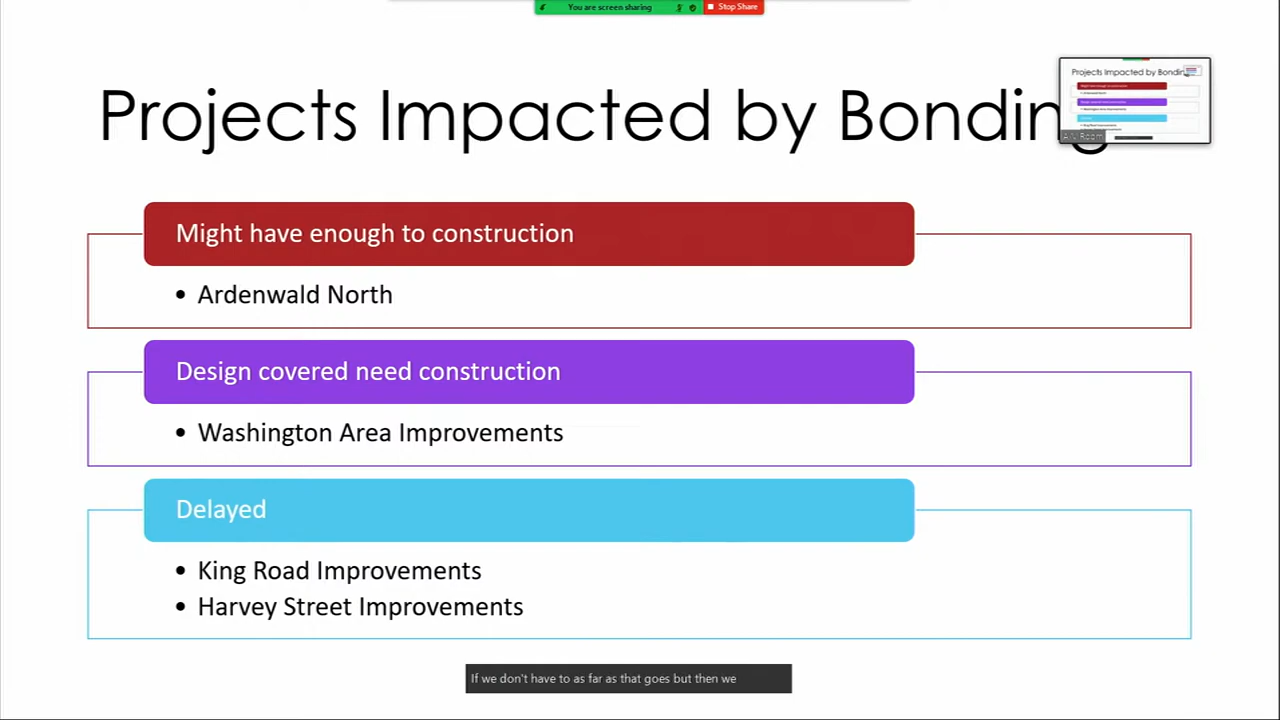 You are screen sharing
Stop Share
Projects Impacted by Bonding
Might have enough to construction
• Ardenwald North
Design covered need construction
• Washington Area Improvements
Delayed
• King Road Improvements
• Harvey Street Improvements
If we don't have to as far as that goes but then we